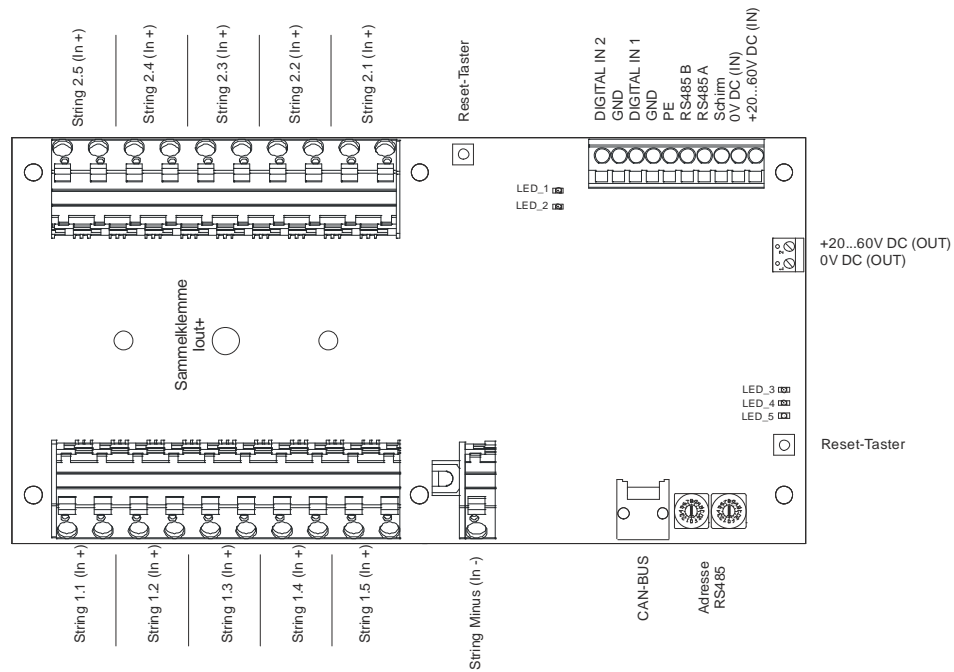 String 2.5 (In +)
String 2.4 (In +)
String 2.3 (In +)
String 2.2 (In +)
String 2.1 (In +)
Reset-Taster
DIGITAL IN 2
GND
DIGITAL IN 1
GND
PE
RS485 B
RS485 A
Schirm
0V DC (IN)
+20...60V DC (IN)
LED_1
LED_2
2
1
+20...60V DC (OUT)
0V DC (OUT)
Sammelklemme
Iout+
LED_3
LED_4
LED_5
Reset-Taster
String 1.1 (In +)
String 1.2 (In +)
String 1.3 (In +)
String 1.4 (In +)
String 1.5 (In +)
String Minus (In -)
CAN-BUS
Adresse
RS485